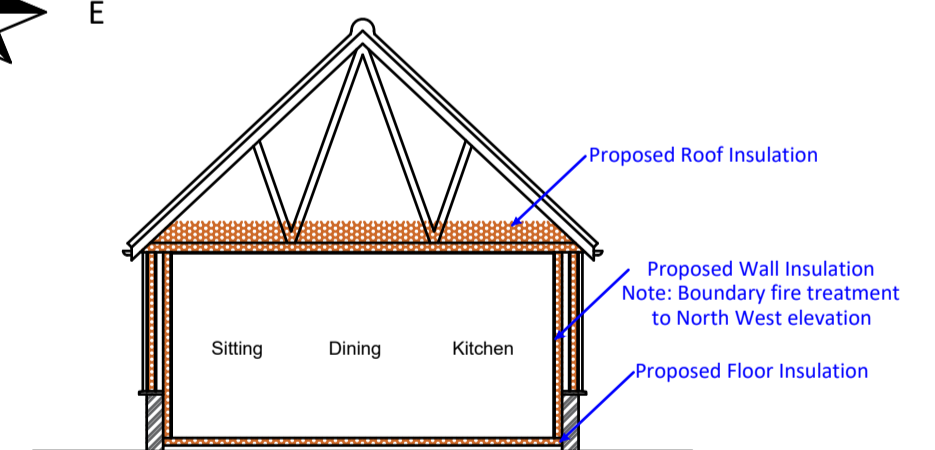 E
Proposed Roof Insulation
Proposed Wall Insulation
Note: Boundary fire treatment
to North West elevation
Sitting Dining Kitchen
Proposed Floor Insulation